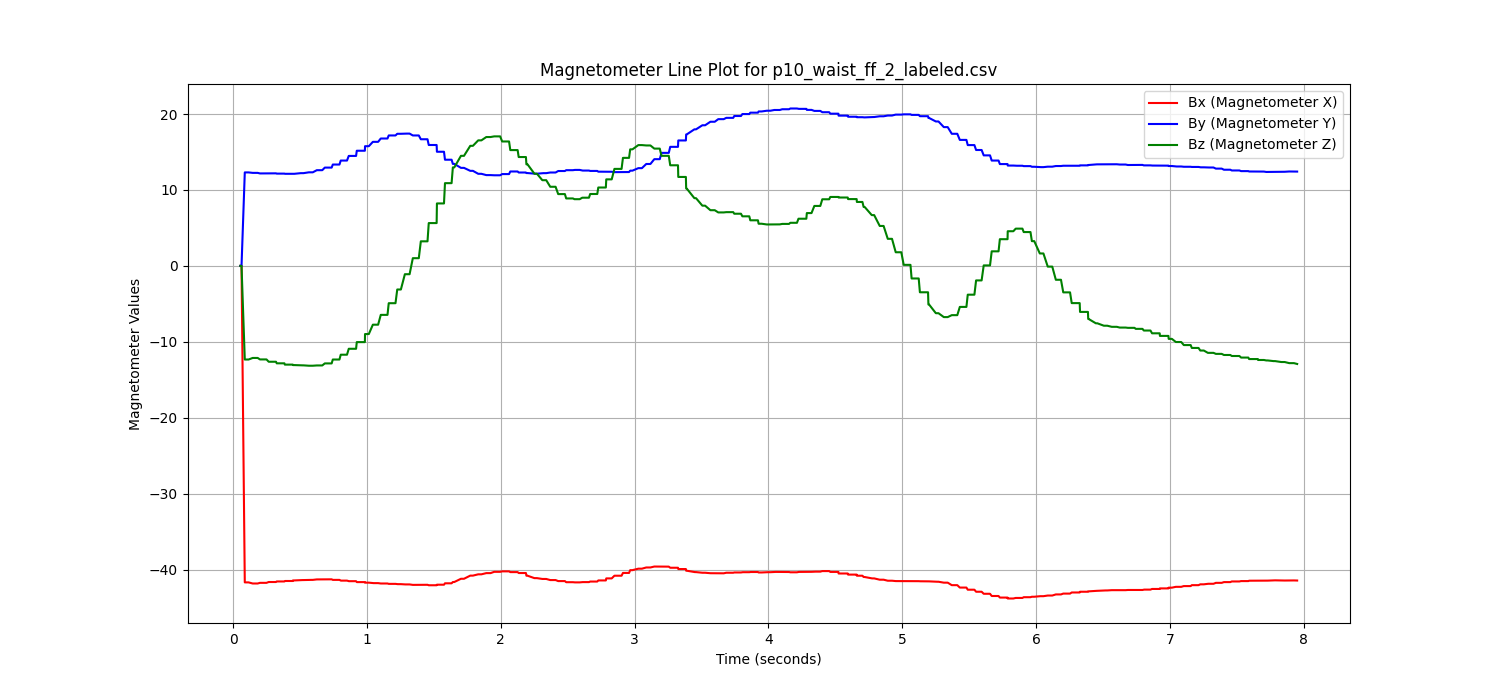 Magnetometer Line Plot for p10_waist_ff_2_labeled.csv
Bx (Magnetometer X)
By (Magnetometer Y)
Bz (Magnetometer Z)
Magnetometer Values
20
10
0
−10
−20
−30
−40
0 1 2 3 4 5 6 7 8
Time (seconds)